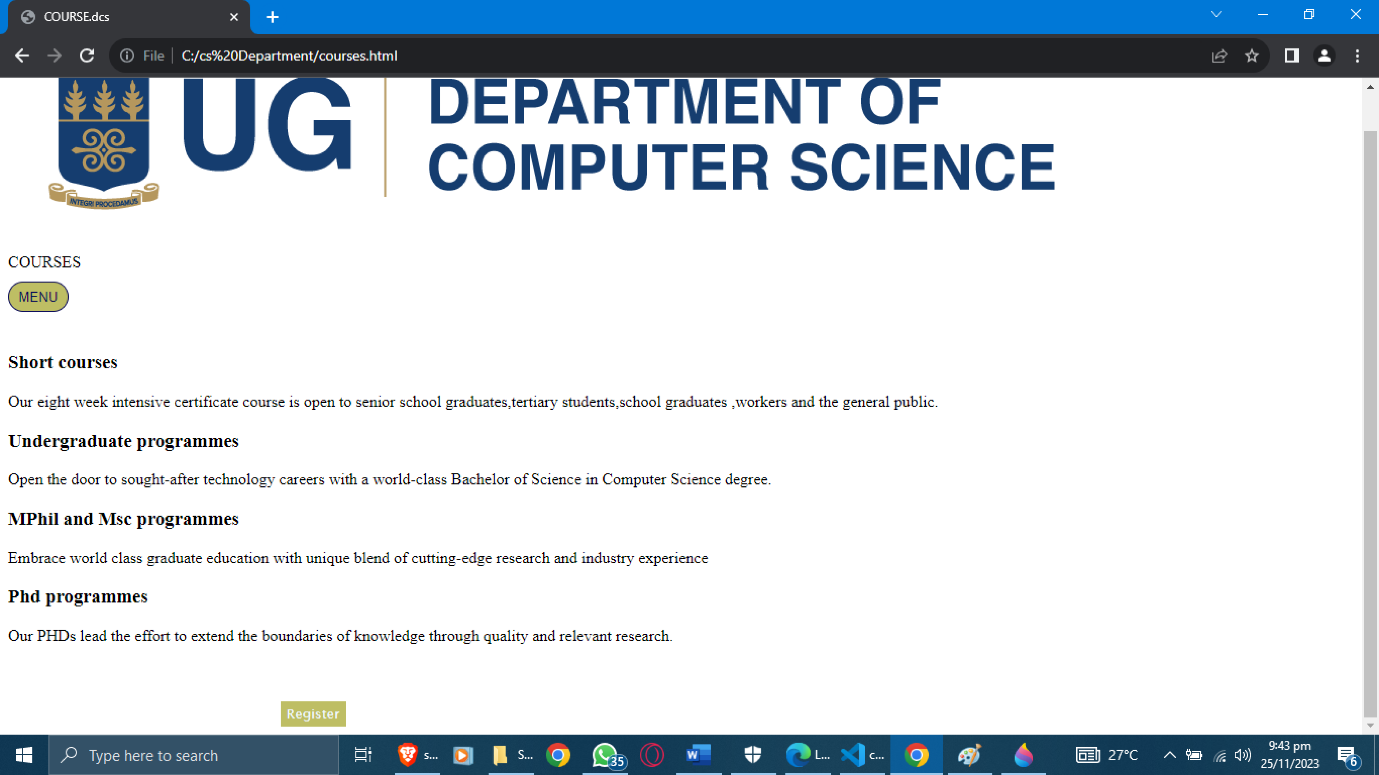 COURSE.dcs
File C:/cs%20Department/courses.html
UG DEPARTMENT OF
COMPUTER SCIENCE
INTEGRI PROCEDAMUS
COURSES
MENU
Short courses
Our eight week intensive certificate course is open to senior school graduates,tertiary students,school graduates ,workers and the general public.
Undergraduate programmes
Open the door to sought-after technology careers with a world-class Bachelor of Science in Computer Science degree.
MPhil and Msc programmes
Embrace world class graduate education with unique blend of cutting-edge research and industry experience
Phd programmes
Our PHDs lead the effort to extend the boundaries of knowledge through quality and relevant research.
Register
Type here to search
s...
S...
35
L...
c...
27°C
9:43 pm
25/11/2023
6